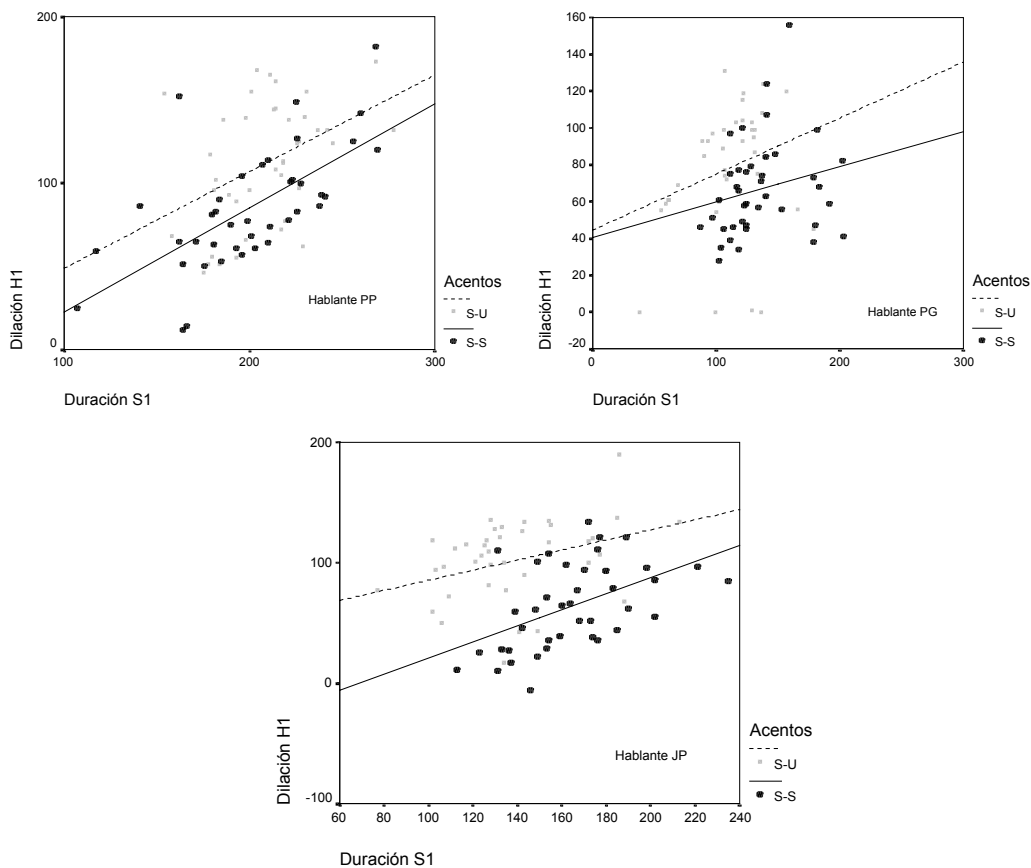 200
100
0
Dilación H1
100
200
300
Duración S1
Hablante PP
Acentos
S-U
S-S
160
140
120
100
80
60
40
20
0
-20
Dilación H1
0
100
200
300
Duración S1
Hablante PG
Acentos
S-U
S-S
200
100
0
-100
Dilación H1
60
80
100
120
140
160
180
200
220
240
Duración S1
Hablante JP
Acentos
S-U
S-S